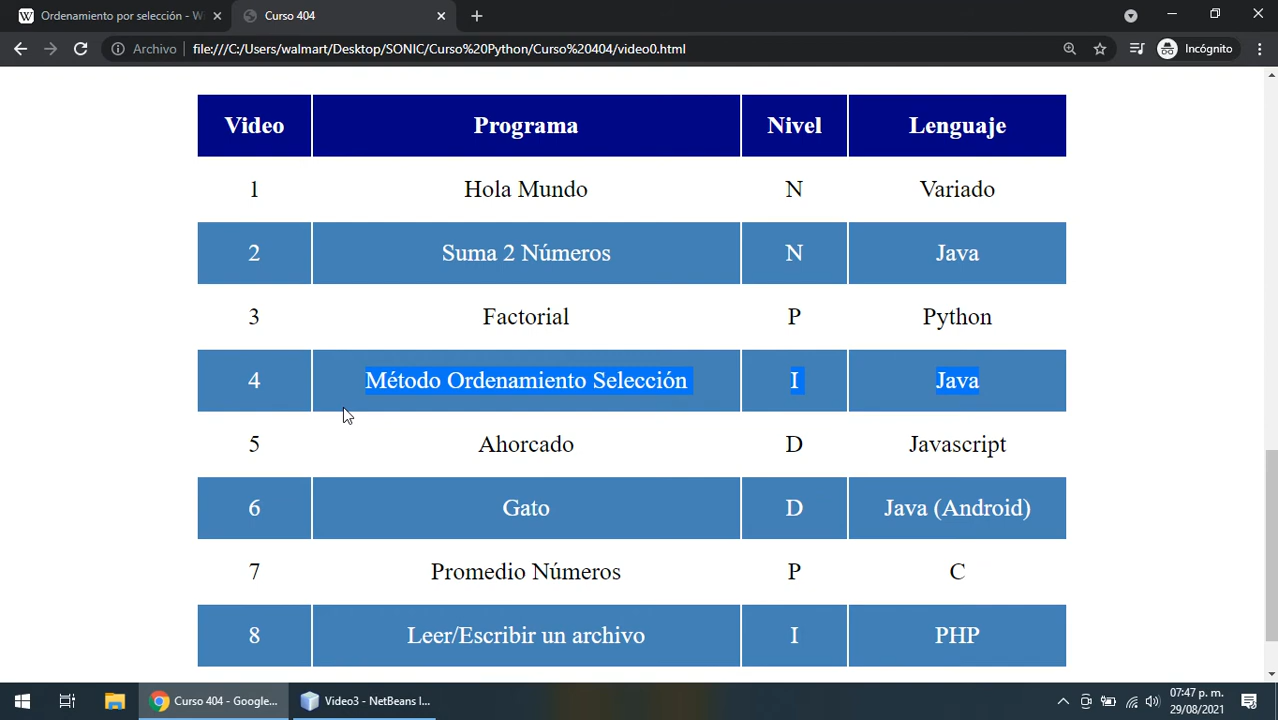 Ordenamiento por selección - W
Curso 404
Archivo
file:///C:/Users/walmart/Desktop/SONIC/Curso%20Python/Curso%20404/video0.html
Incógnito
Video Programa Nivel Lenguaje
1 Hola Mundo N Variado
2 Suma 2 Números N Java
3 Factorial P Python
4 Método Ordenamiento Selección I Java
5 Ahorcado D Javascript
6 Gato D Java (Android)
7 Promedio Números P C
8 Leer/Escribir un archivo I PHP
Curso 404 - Google...
Video3 - NetBeans I...
07:47 p. m.
29/08/2021